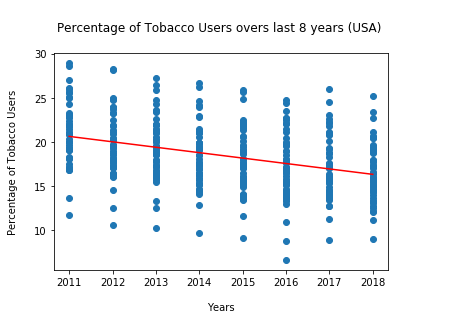 Percentage of Tobacco Users overs last 8 years (USA)
30
25
20
15
10
Percentage of Tobacco Users
2011 2012 2013 2014 2015 2016 2017 2018
Years